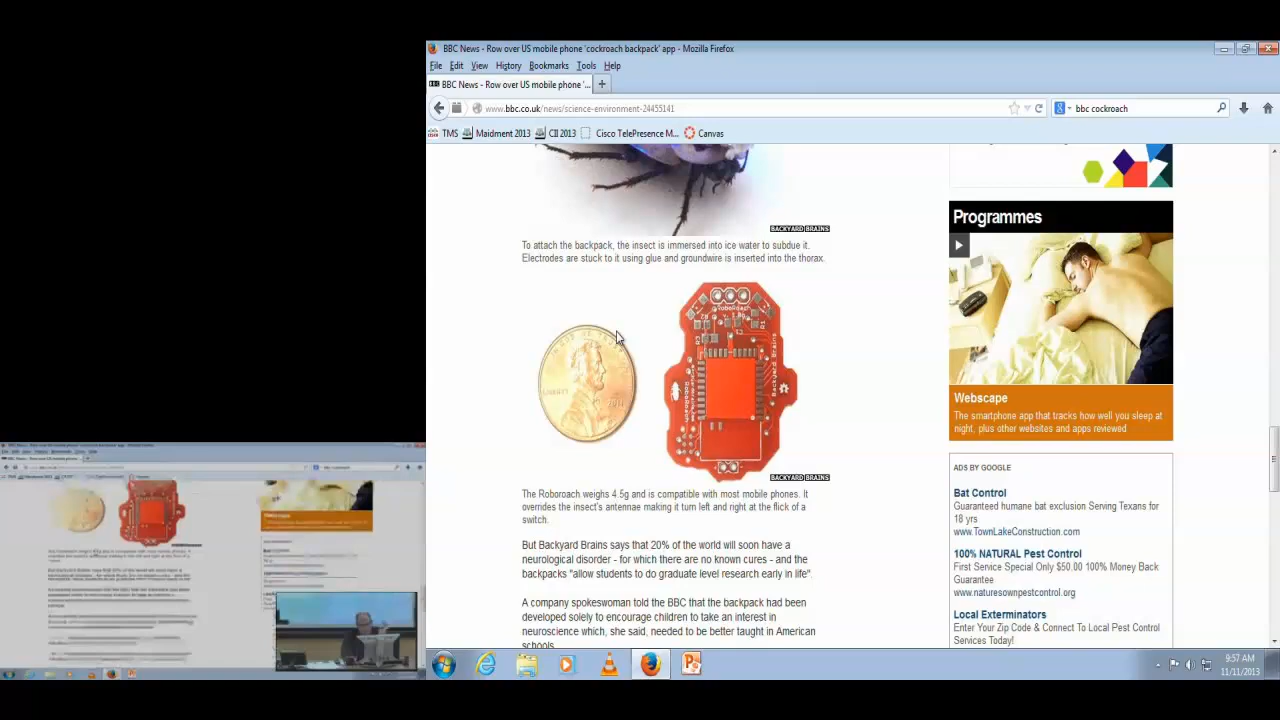 BBC News - Row over US mobile phone 'cockroach backpack' app - Mozilla Firefox
File Edit View History Bookmarks Tools Help
BBC News - Row over US mobile phone '...
www.bbc.co.uk/news/science-environment-24455141
bbc cockroach
TMS Maidment 2013 CII 2013 Cisco TelePresence M... Canvas
BACKYARD BRAINS
To attach the backpack, the insect is immersed into ice water to subdue it.
Electrodes are stuck to it using glue and groundwire is inserted into the thorax.
RoboRoach
Backyard Brains
LIBERTY
2011
BACKYARD BRAINS
The Roboroach weighs 4.5g and is compatible with most mobile phones. It
overrides the insect's antennae making it turn left and right at the flick of a
switch.
But Backyard Brains says that 20% of the world will soon have a
neurological disorder - for which there are no known cures - and the
backpacks "allow students to do graduate level research early in life".
A company spokeswoman told the BBC that the backpack had been
developed solely to encourage children to take an interest in
neuroscience which, she said, needed to be better taught in American
schools.
Programmes
Webscape
The smartphone app that tracks how well you sleep at
night, plus other websites and apps reviewed
ADS BY GOOGLE
Bat Control
Guaranteed humane bat exclusion Serving Texans for
18 yrs
www.TownLakeConstruction.com
100% NATURAL Pest Control
First Service Special Only $50.00 100% Money Back
Guarantee
www.naturesownpestcontrol.org
Local Exterminators
Enter Your Zip Code & Connect To Local Pest Control
Services Today!
9:57 AM
11/11/2013